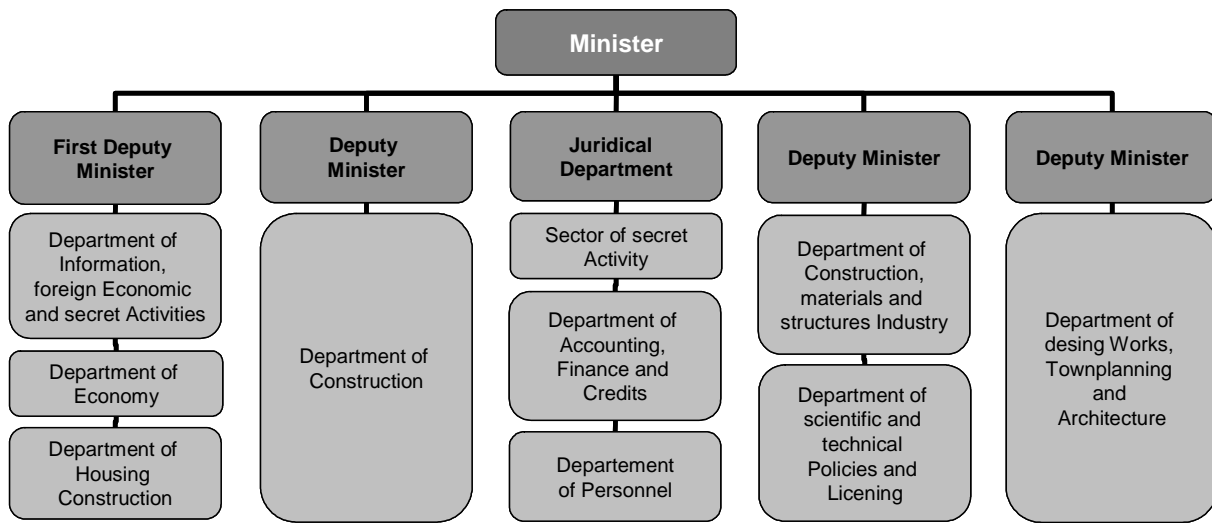 Minister
First Deputy
Minister
Deputy
Minister
Juridical
Department
Deputy Minister
Deputy Minister
Department of
Information,
foreign Economic
and secret Activities
Department of
Economy
Department of
Housing
Construction
Department of
Construction
Sector of secret
Activity
Department of
Accounting,
Finance and
Credits
Departement
of Personnel
Department of
Construction,
materials and
structures Industry
Department of
scientific and
technical
Policies and
Licening
Department of
desing Works,
Townplanning
and
Architecture